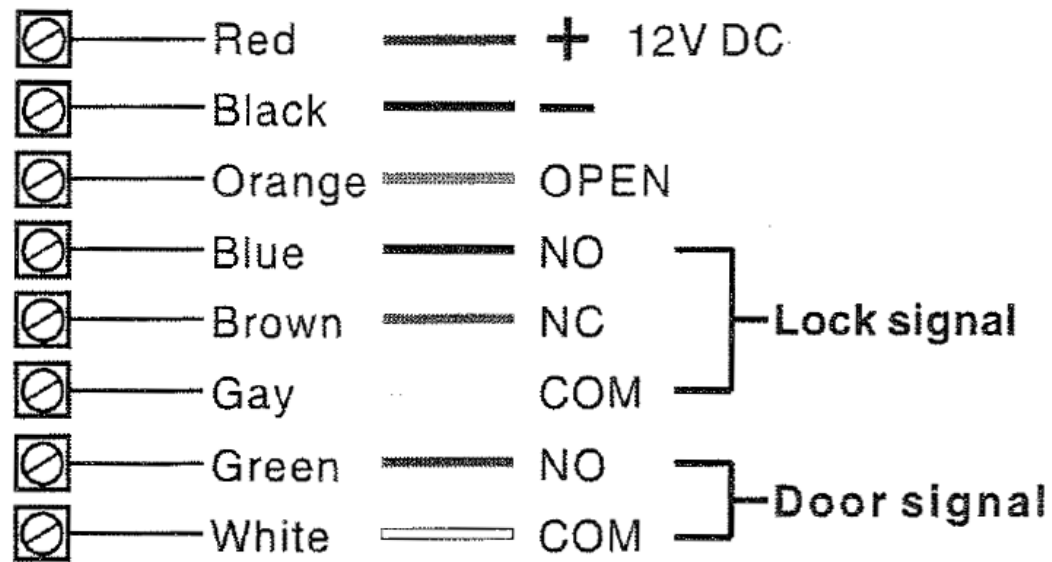 Red + 12V DC
Black −
Orange OPEN
Blue NO
Brown NC
Lock signal
Gay COM
Green NO
Door signal
White COM